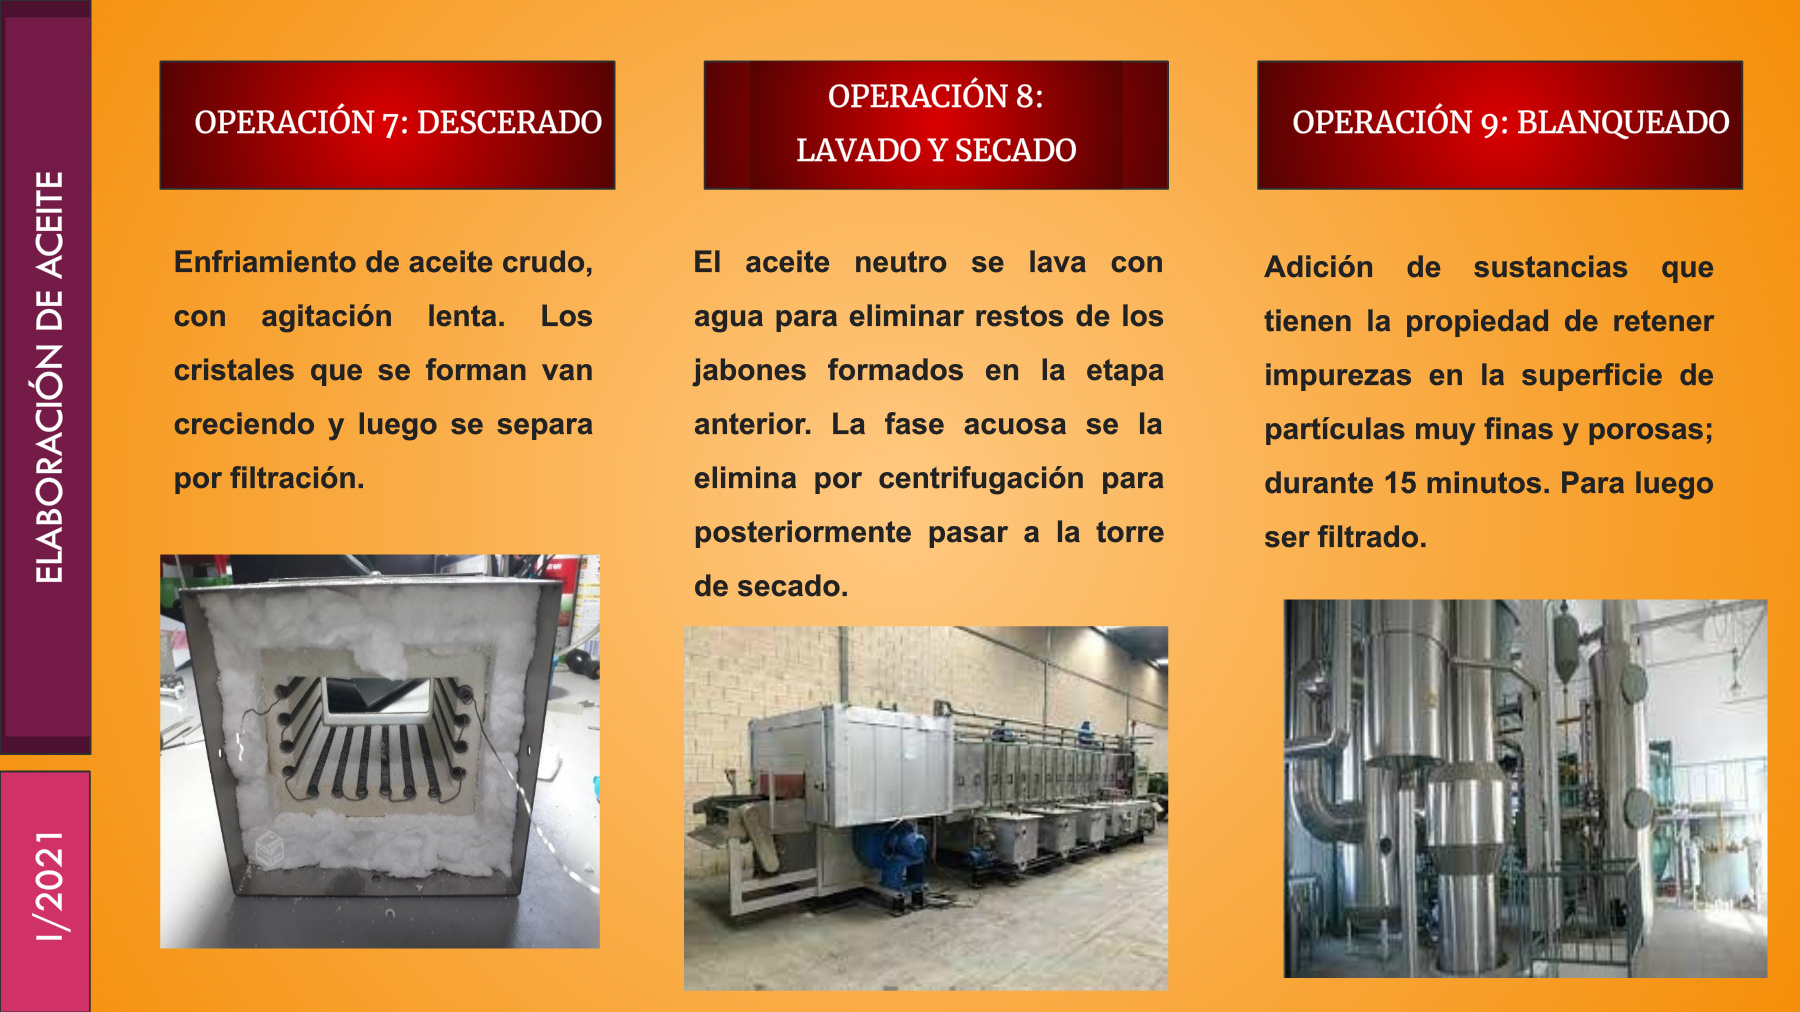 ELABORACIÓN DE ACEITE
I/2021
OPERACIÓN 7: DESCERADO
Enfriamiento de aceite crudo,
con agitación lenta. Los
cristales que se forman van
creciendo y luego se separa
por filtración.
OPERACIÓN 8:
LAVADO Y SECADO
El aceite neutro se lava con
agua para eliminar restos de los
jabones formados en la etapa
anterior. La fase acuosa se la
elimina por centrifugación para
posteriormente pasar a la torre
de secado.
OPERACIÓN 9: BLANQUEADO
Adición de sustancias que
tienen la propiedad de retener
impurezas en la superficie de
partículas muy finas y porosas;
durante 15 minutos. Para luego
ser filtrado.